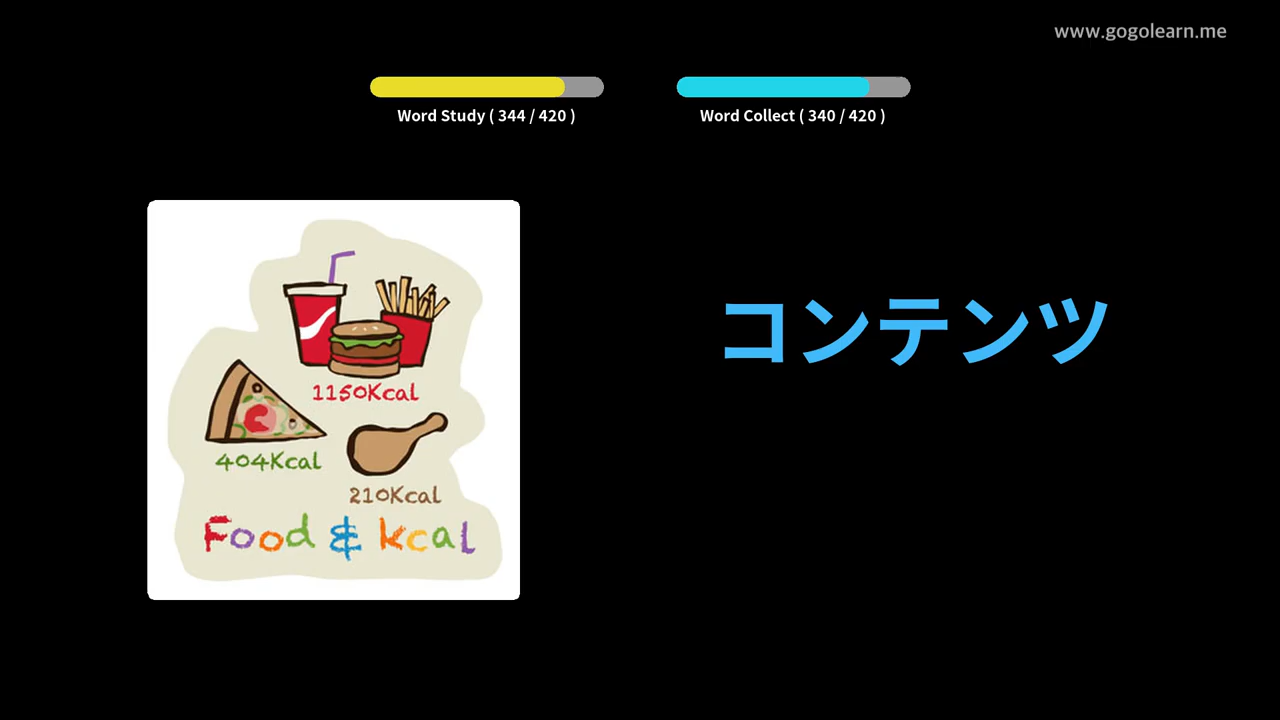 www.gogolearn.me
Word Study ( 344 / 420 )
Word Collect ( 340 / 420 )
1150Kcal
404Kcal
210Kcal
Food & kcal
コンテンツ